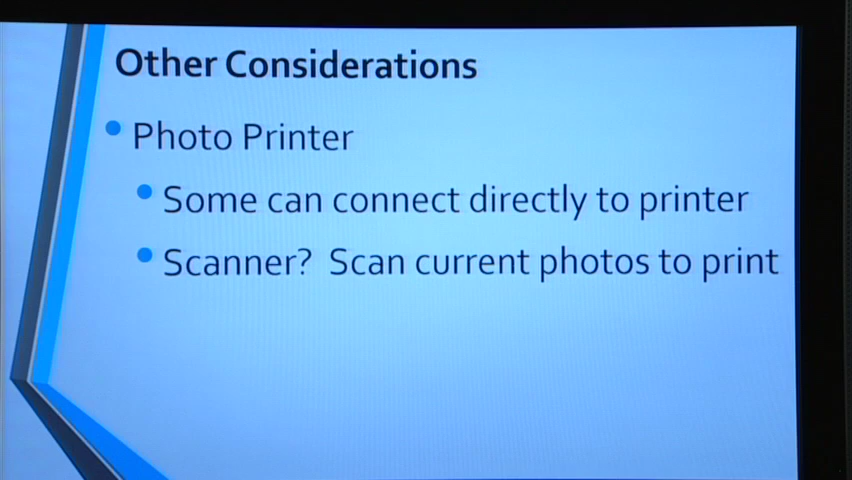 Other Considerations
Photo Printer
Some can connect directly to printer
Scanner? Scan current photos to print